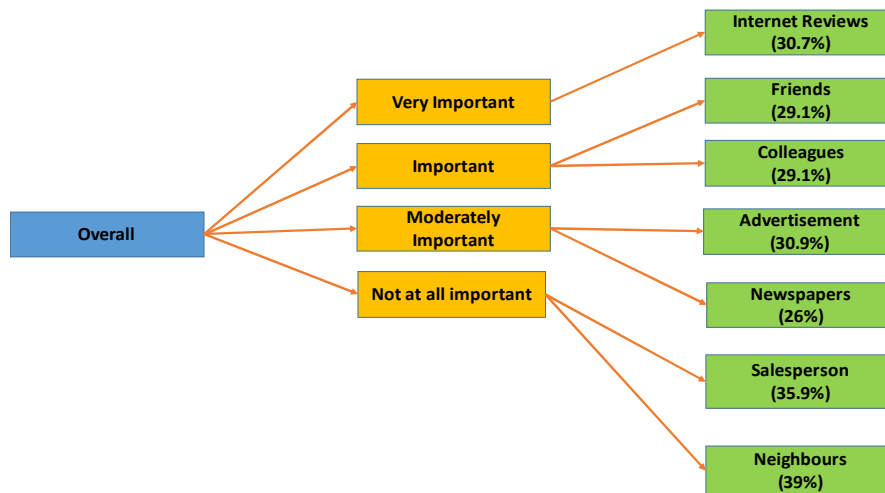 Overall
Very Important
Important
Moderately
Important
Not at all important
Internet Reviews
(30.7%)
Friends
(29.1%)
Colleagues
(29.1%)
Advertisement
(30.9%)
Newspapers
(26%)
Salesperson
(35.9%)
Neighbours
(39%)